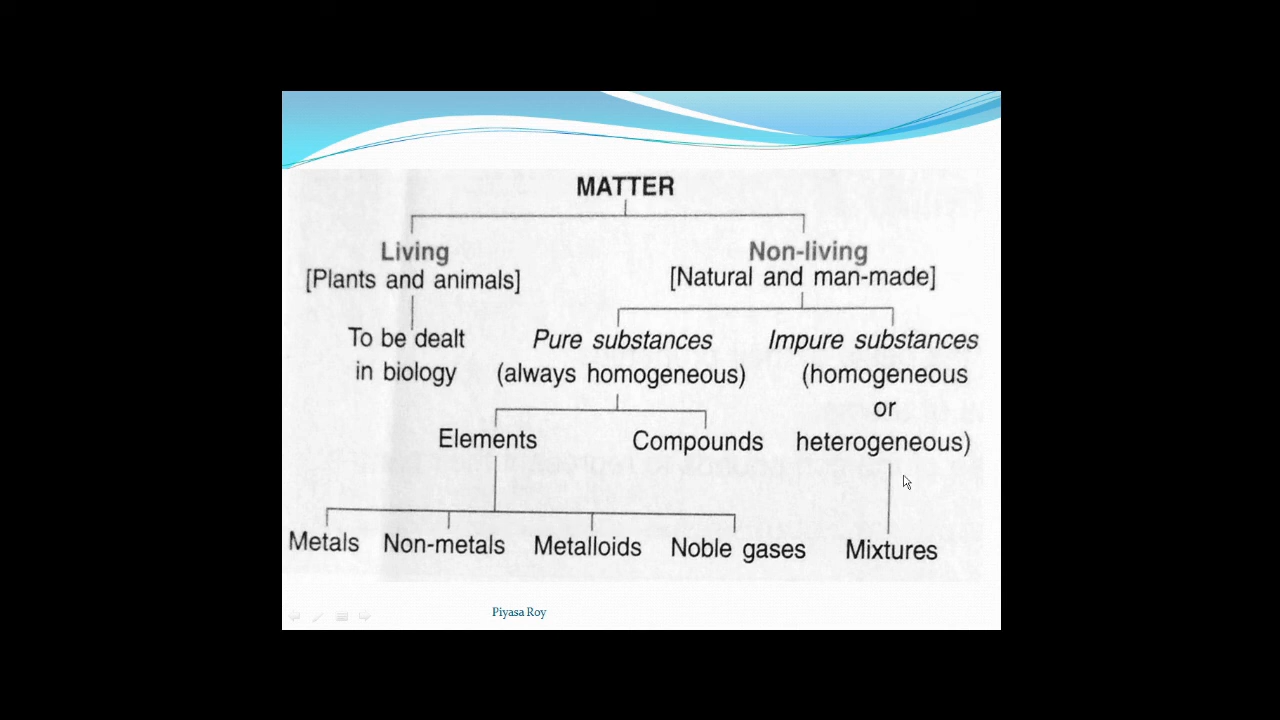 MATTER
Living
Non-living
[Plants and animals]
[Natural and man-made]
To be dealt
in biology
Pure substances
(always homogeneous)
Impure substances
(homogeneous
or
heterogeneous)
Elements
Compounds
Metals
Non-metals
Metalloids
Noble gases
Mixtures
Piyasa Roy